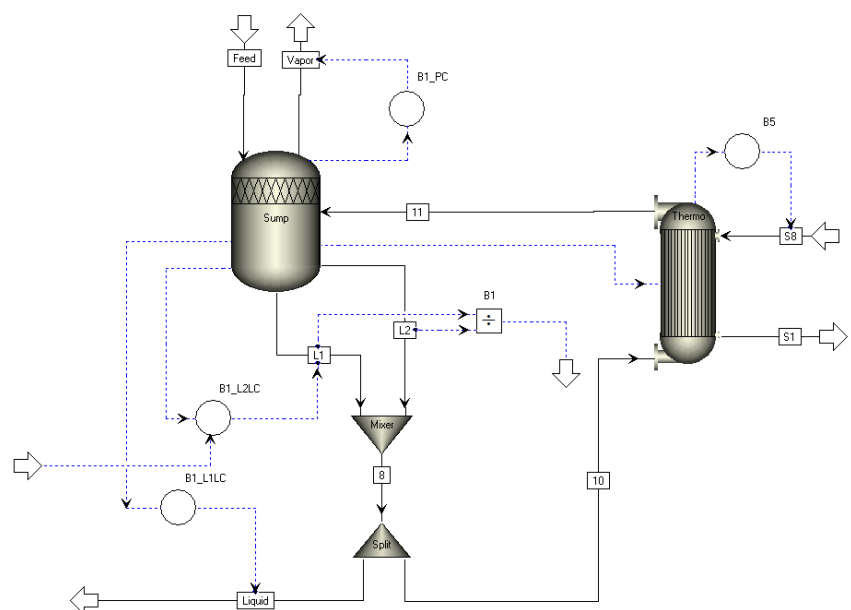 Feed
Vapor
B1_PC
B5
Sump
11
Thermo
S8
B1
÷
L2
L1
S1
B1_L2LC
Mixer
B1_L1LC
8
10
Split
Liquid